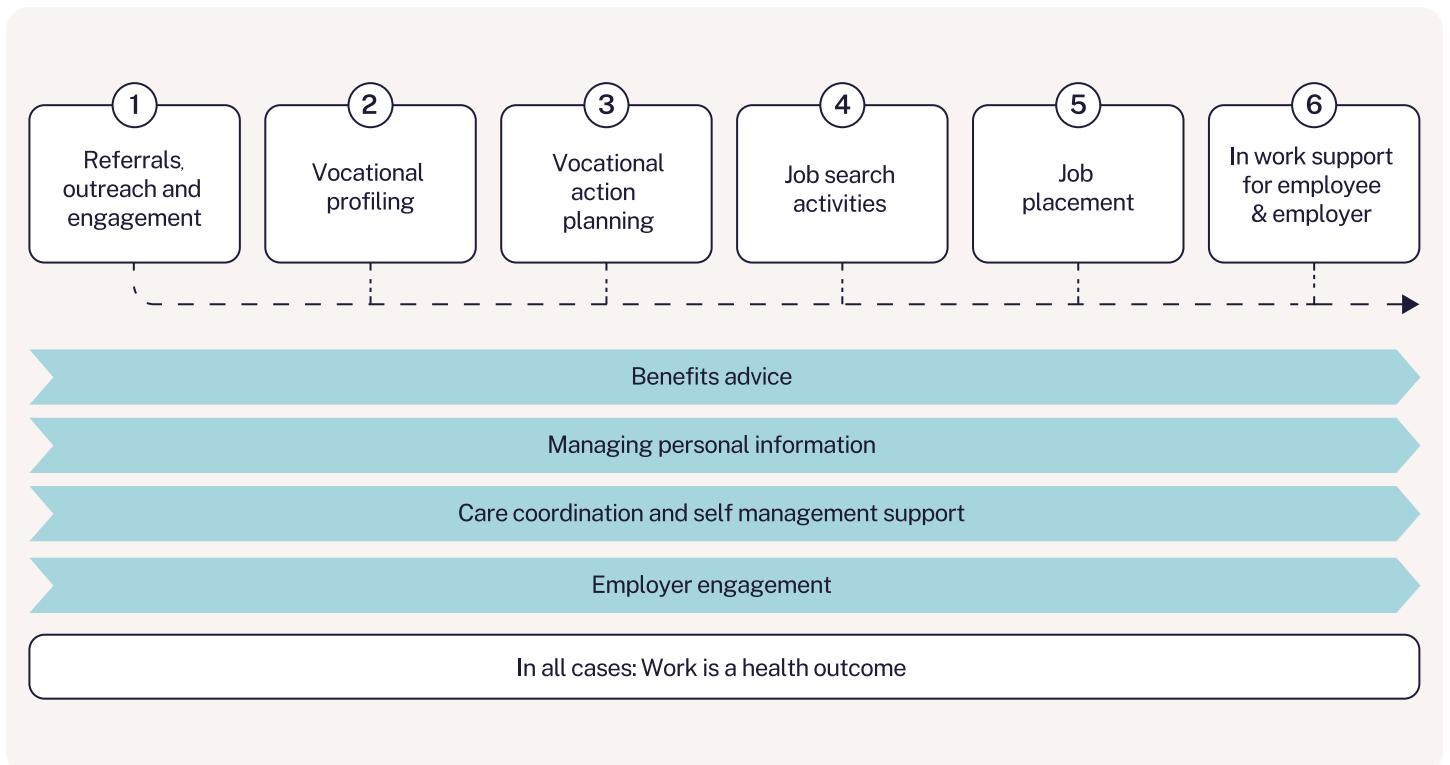 1
Referrals,
outreach and
engagement
2
Vocational
profiling
3
Vocational
action
planning
4
Job search
activities
5
Job
placement
6
In work support
for employee
& employer
Benefits advice
Managing personal information
Care coordination and self management support
Employer engagement
In all cases: Work is a health outcome